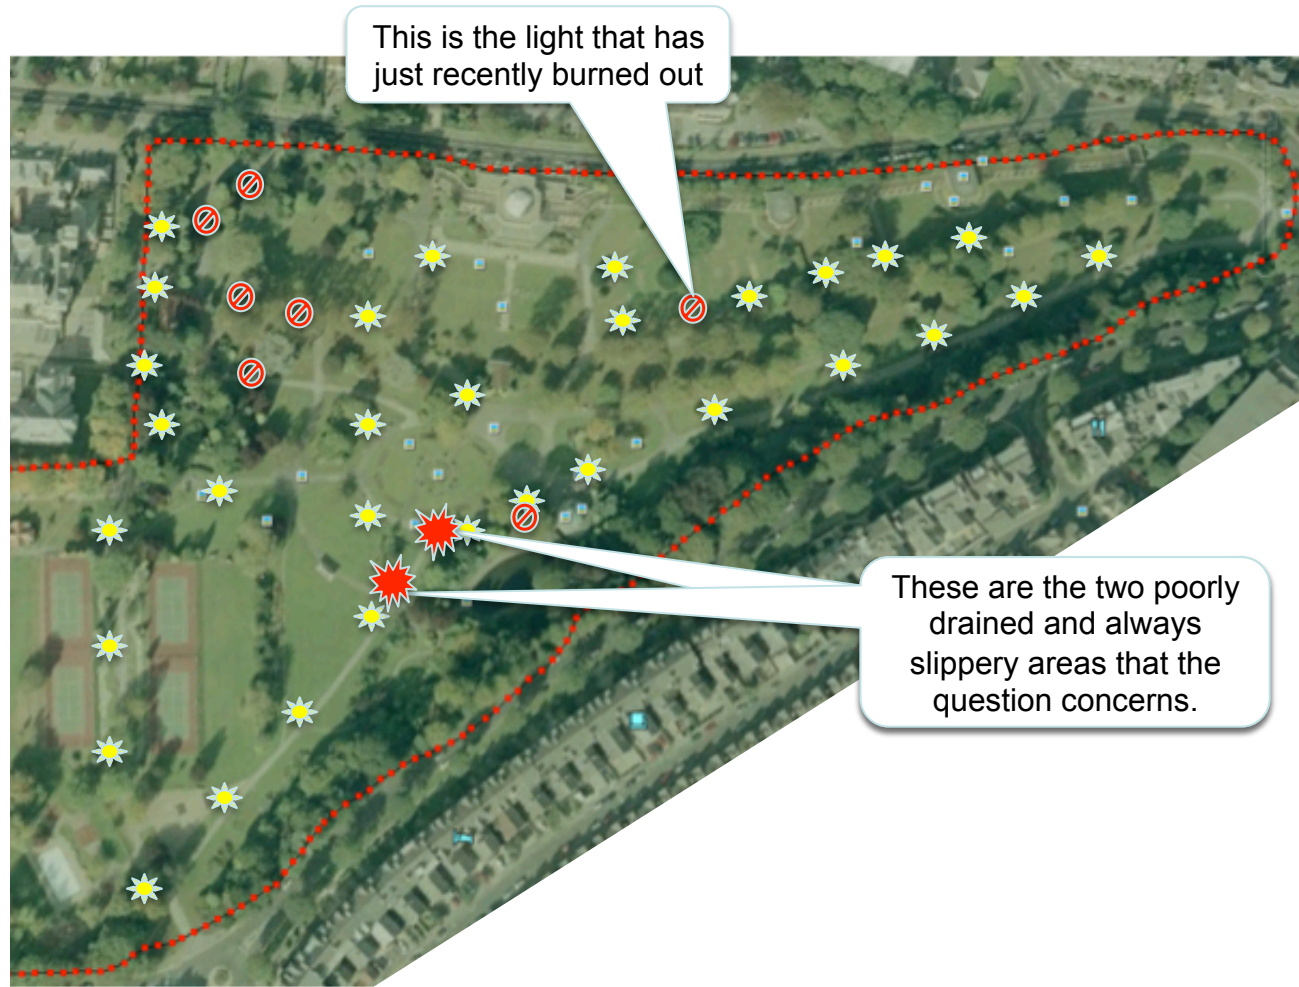 This is the light that has
just recently burned out
These are the two poorly
drained and always
slippery areas that the
question concerns.